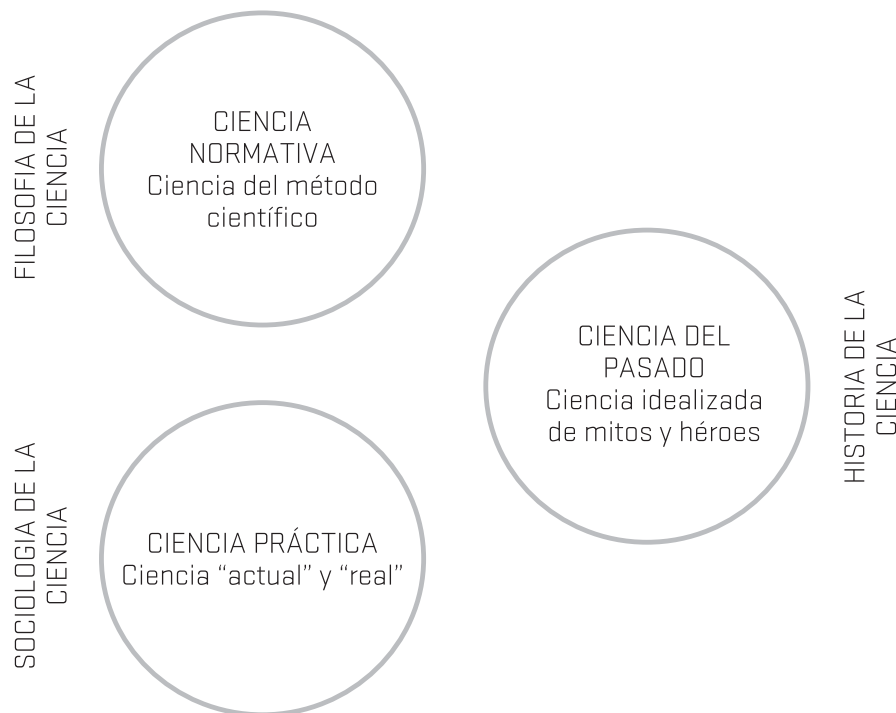 FILOSOFIA DE LA
CIENCIA
CIENCIA
NORMATIVA
Ciencia del método
científico
CIENCIA DEL
PASADO
Ciencia idealizada
de mitos y héroes
HISTORIA DE LA
CIENCIA
SOCIOLOGIA DE LA
CIENCIA
CIENCIA PRÁCTICA
Ciencia “actual” y “real”